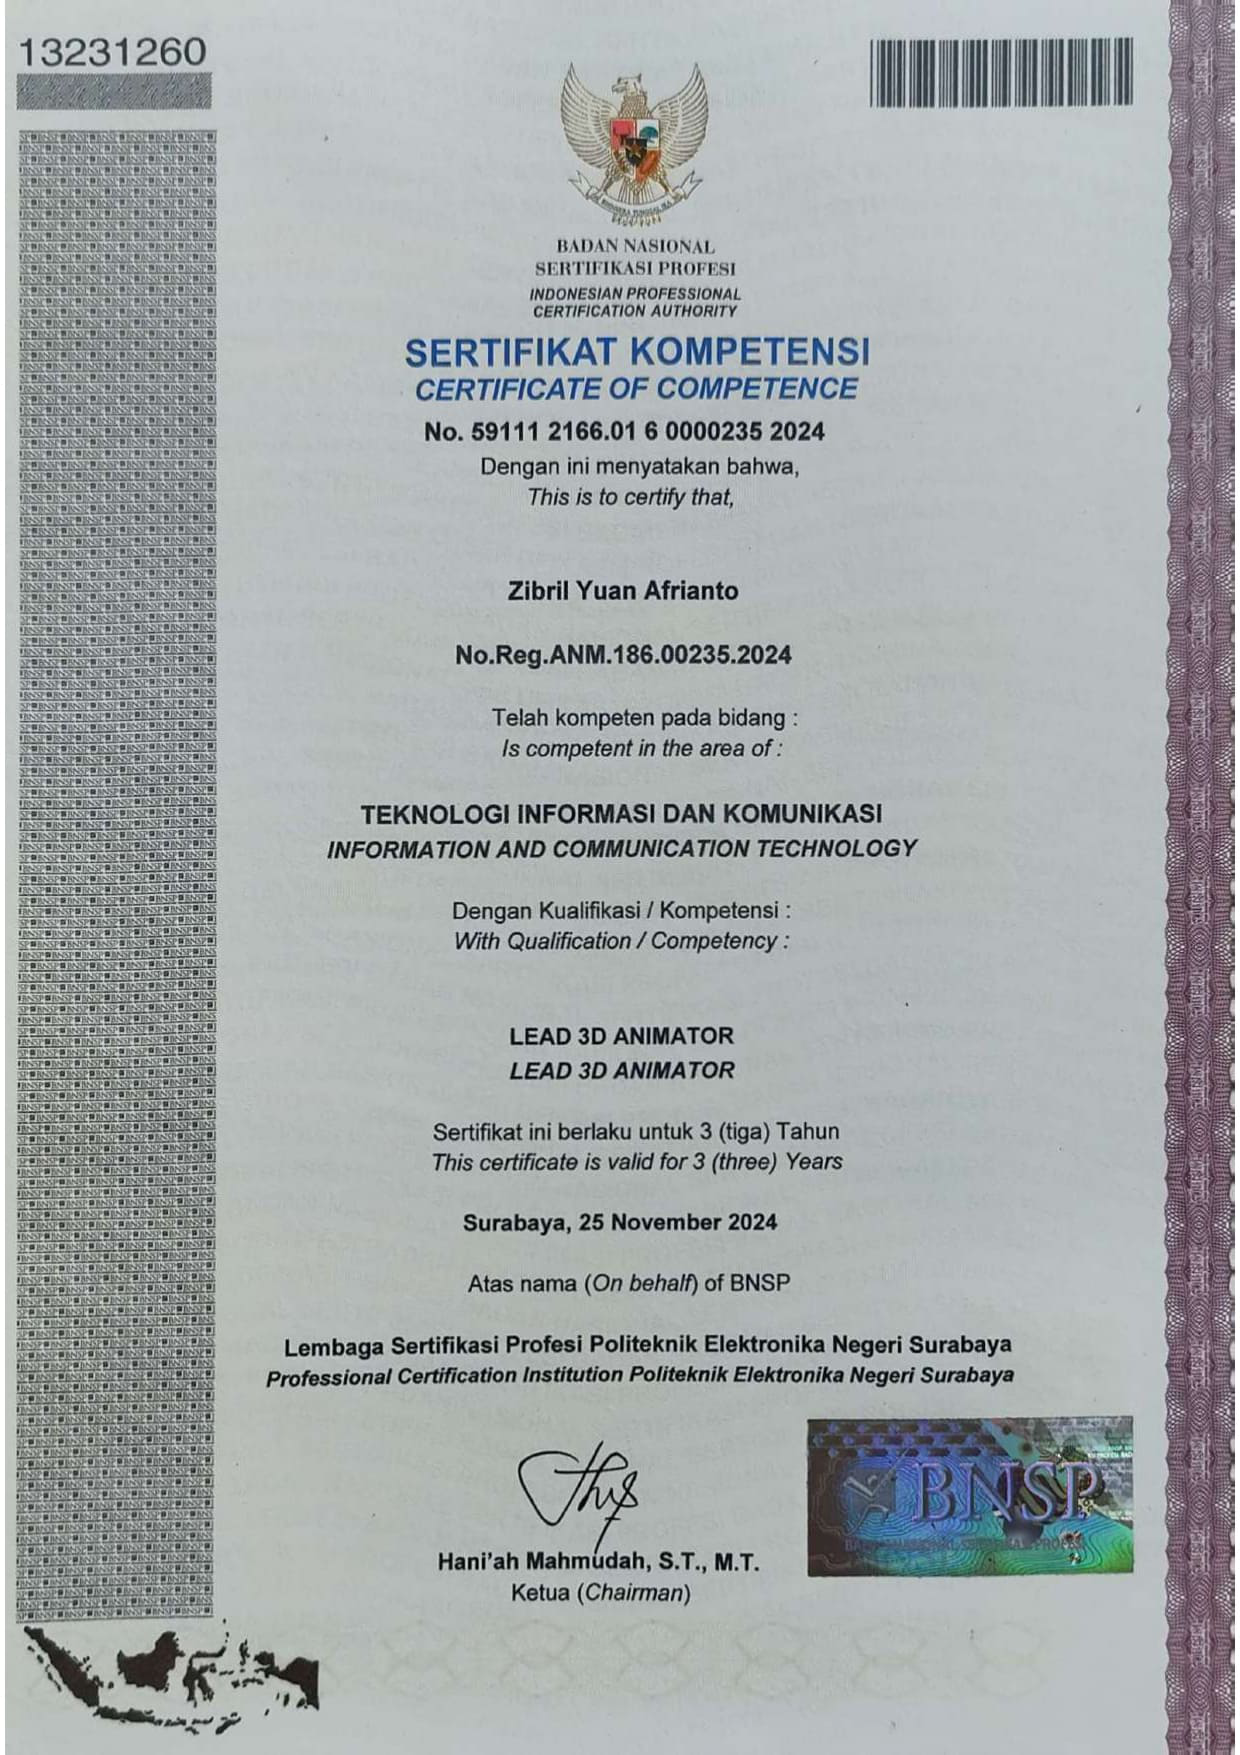 13231260
BADAN NASIONAL
SERTIFIKASI PROFESI
INDONESIAN PROFESSIONAL
CERTIFICATION AUTHORITY
SERTIFIKAT KOMPETENSI
CERTIFICATE OF COMPETENCE
No. 59111 2166.01 6 0000235 2024
Dengan ini menyatakan bahwa,
This is to certify that,
Zibril Yuan Afrianto
No.Reg.ANM.186.00235.2024
Telah kompeten pada bidang :
Is competent in the area of :
TEKNOLOGI INFORMASI DAN KOMUNIKASI
INFORMATION AND COMMUNICATION TECHNOLOGY
Dengan Kualifikasi / Kompetensi :
With Qualification / Competency :
LEAD 3D ANIMATOR
LEAD 3D ANIMATOR
Sertifikat ini berlaku untuk 3 (tiga) Tahun
This certificate is valid for 3 (three) Years
Surabaya, 25 November 2024
Atas nama (On behalf) of BNSP
Lembaga Sertifikasi Profesi Politeknik Elektronika Negeri Surabaya
Professional Certification Institution Politeknik Elektronika Negeri Surabaya
BNSP
Hani'ah Mahmudah, S.T., M.T.
Ketua (Chairman)